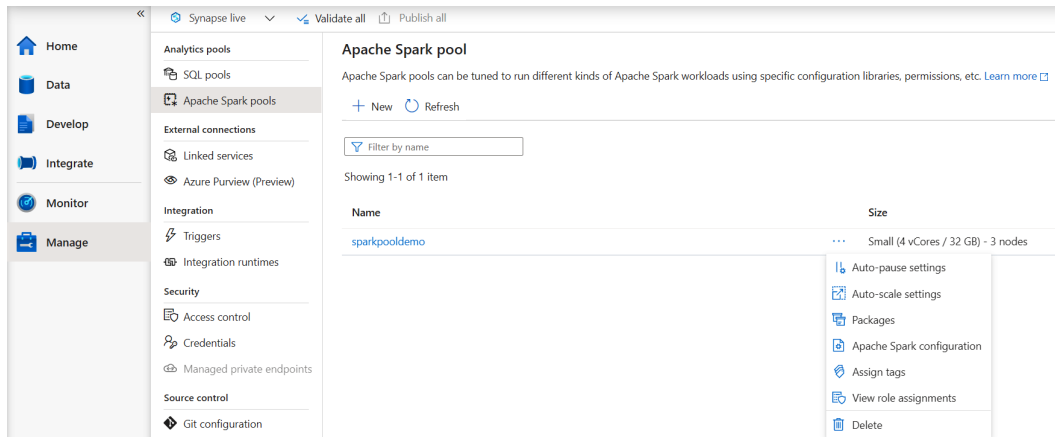 «
Synapse live
Validate all
Publish all
Home
Data
Develop
Integrate
Monitor
Manage
Analytics pools
SQL pools
Apache Spark pools
External connections
Linked services
Azure Purview (Preview)
Integration
Triggers
Integration runtimes
Security
Access control
Credentials
Managed private endpoints
Source control
Git configuration
Apache Spark pool
Apache Spark pools can be tuned to run different kinds of Apache Spark workloads using specific configuration libraries, permissions, etc. Learn more
New
Refresh
Filter by name
Showing 1-1 of 1 item
Name
Size
sparkpooldemo
... Small (4 vCores / 32 GB) - 3 nodes
Auto-pause settings
Auto-scale settings
Packages
Apache Spark configuration
Assign tags
View role assignments
Delete